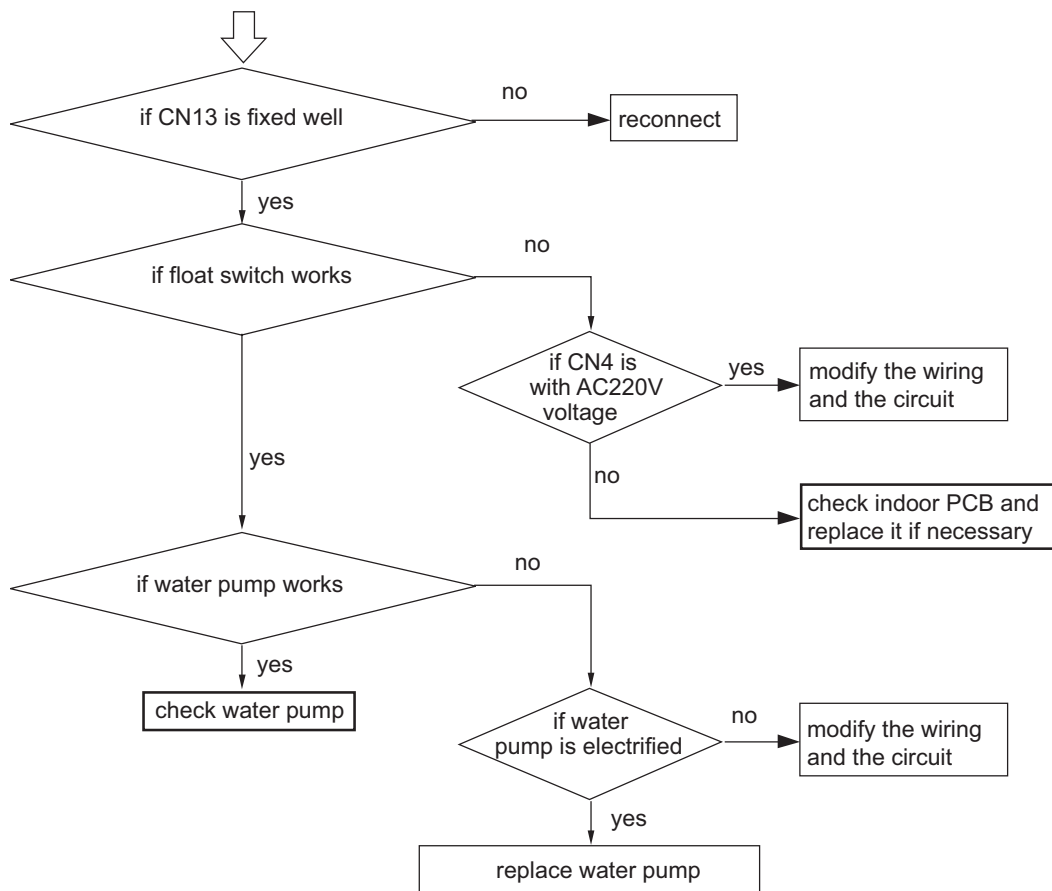 if CN13 is fixed well
no
reconnect
yes
if float switch works
no
if CN4 is
with AC220V
voltage
yes
modify the wiring
and the circuit
yes
no
check indoor PCB and
replace it if necessary
if water pump works
no
yes
check water pump
if water
pump is electrified
no
modify the wiring
and the circuit
yes
replace water pump